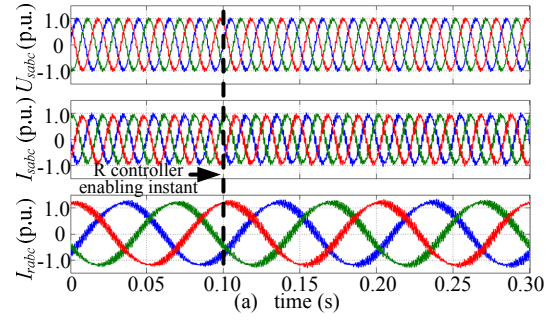 U_sabc (p.u.)
1.0
0
-1.0
I_sabc (p.u.)
1.0
0
-1.0
R controller
enabling instant
I_rabc (p.u.)
1.0
0
-1.0
0 0.05 0.10 0.15 0.20 0.25 0.30
(a) time (s)